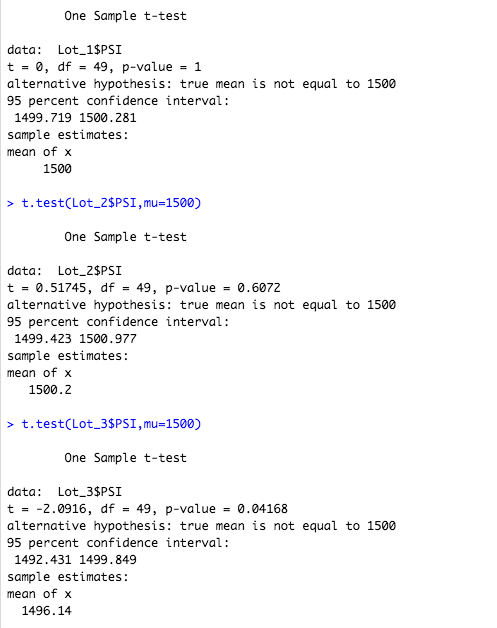 One Sample t-test
data:  Lot_1$PSI
t = 0, df = 49, p-value = 1
alternative hypothesis: true mean is not equal to 1500
95 percent confidence interval:
1499.719 1500.281
sample estimates:
mean of x
1500
> t.test(Lot_2$PSI,mu=1500)
One Sample t-test
data:  Lot_2$PSI
t = 0.51745, df = 49, p-value = 0.6072
alternative hypothesis: true mean is not equal to 1500
95 percent confidence interval:
1499.423 1500.977
sample estimates:
mean of x
1500.2
> t.test(Lot_3$PSI,mu=1500)
One Sample t-test
data:  Lot_3$PSI
t = -2.0916, df = 49, p-value = 0.04168
alternative hypothesis: true mean is not equal to 1500
95 percent confidence interval:
1492.431 1499.849
sample estimates:
mean of x
1496.14